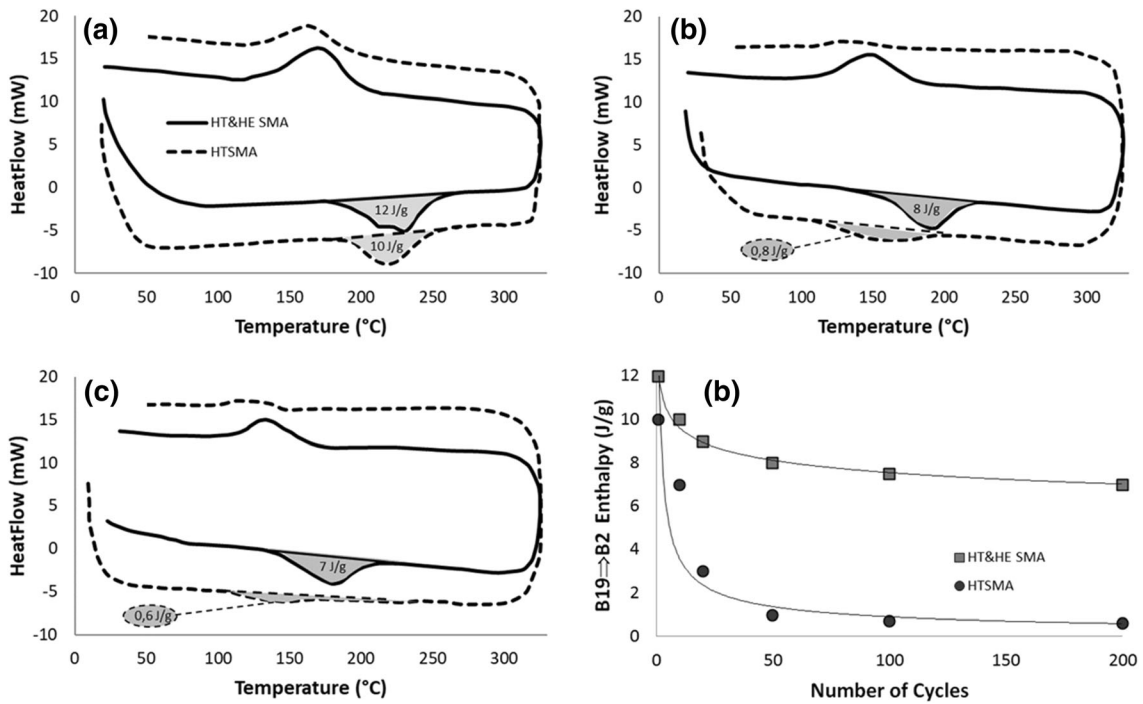 (a)
20
15
10
5
0
-5
-10
HeatFlow (mW)
HT&HE SMA
HTSMA
12 J/g
10 J/g
0 50 100 150 200 250 300
Temperature (°C)
(b)
20
15
10
5
0
-5
-10
HeatFlow (mW)
8 J/g
0,8 J/g
0 50 100 150 200 250 300
Temperature (°C)
(c)
20
15
10
5
0
-5
-10
HeatFlow (mW)
7 J/g
0,6 J/g
0 50 100 150 200 250 300
Temperature (°C)
(b)
12
10
8
6
4
2
0
B19⇒B2 Enthalpy (J/g)
HT&HE SMA
HTSMA
0 50 100 150 200
Number of Cycles